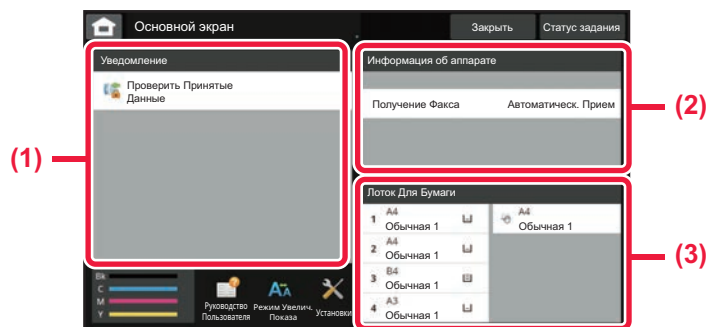 Основной экран
Закрыть
Статус задания
Уведомление
Проверить Принятые
Данные
(1)
Информация об аппарате
Получение Факса Автоматическ. Прием
(2)
Лоток Для Бумаги
1 A4
Обычная 1
2 A4
Обычная 1
3 B4
Обычная 1
4 A3
Обычная 1
A4
Обычная 1
(3)
Bk
C
M
Y
Руководство
Пользователя
Режим Увелич.
Показа
Установки